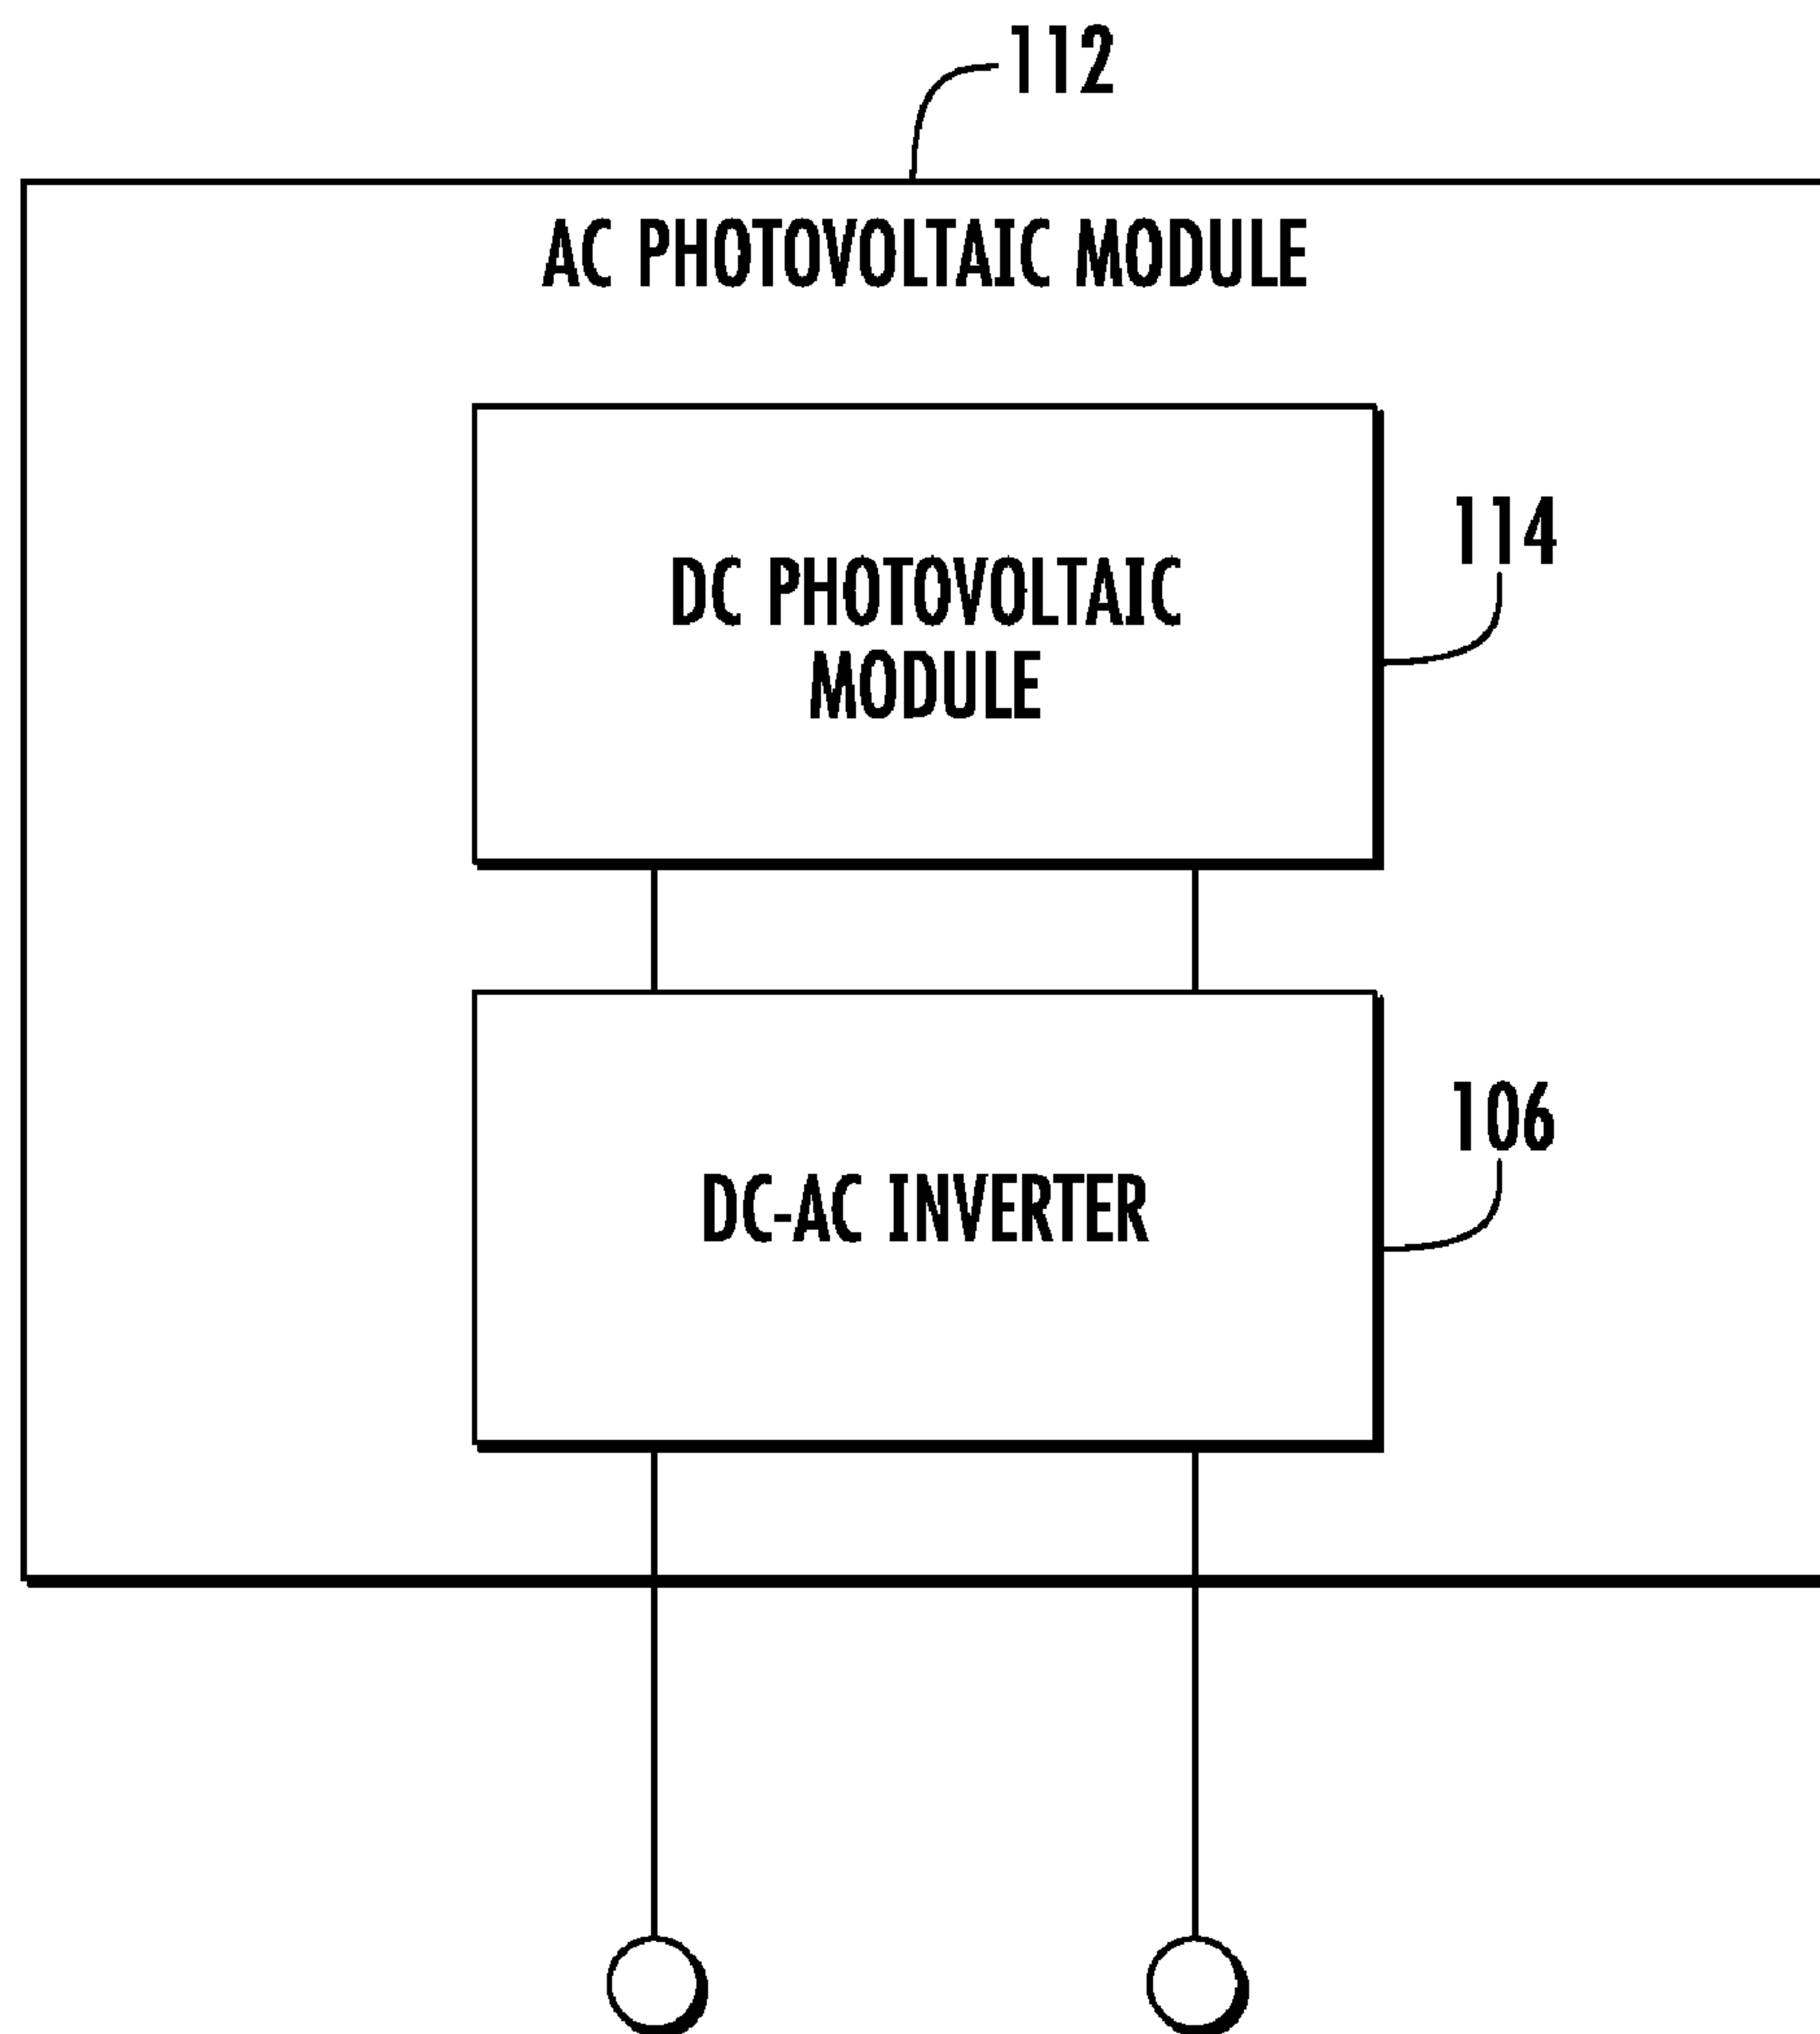 112
AC PHOTOVOLTAIC MODULE
114
DC PHOTOVOLTAIC
MODULE
106
DC-AC INVERTER